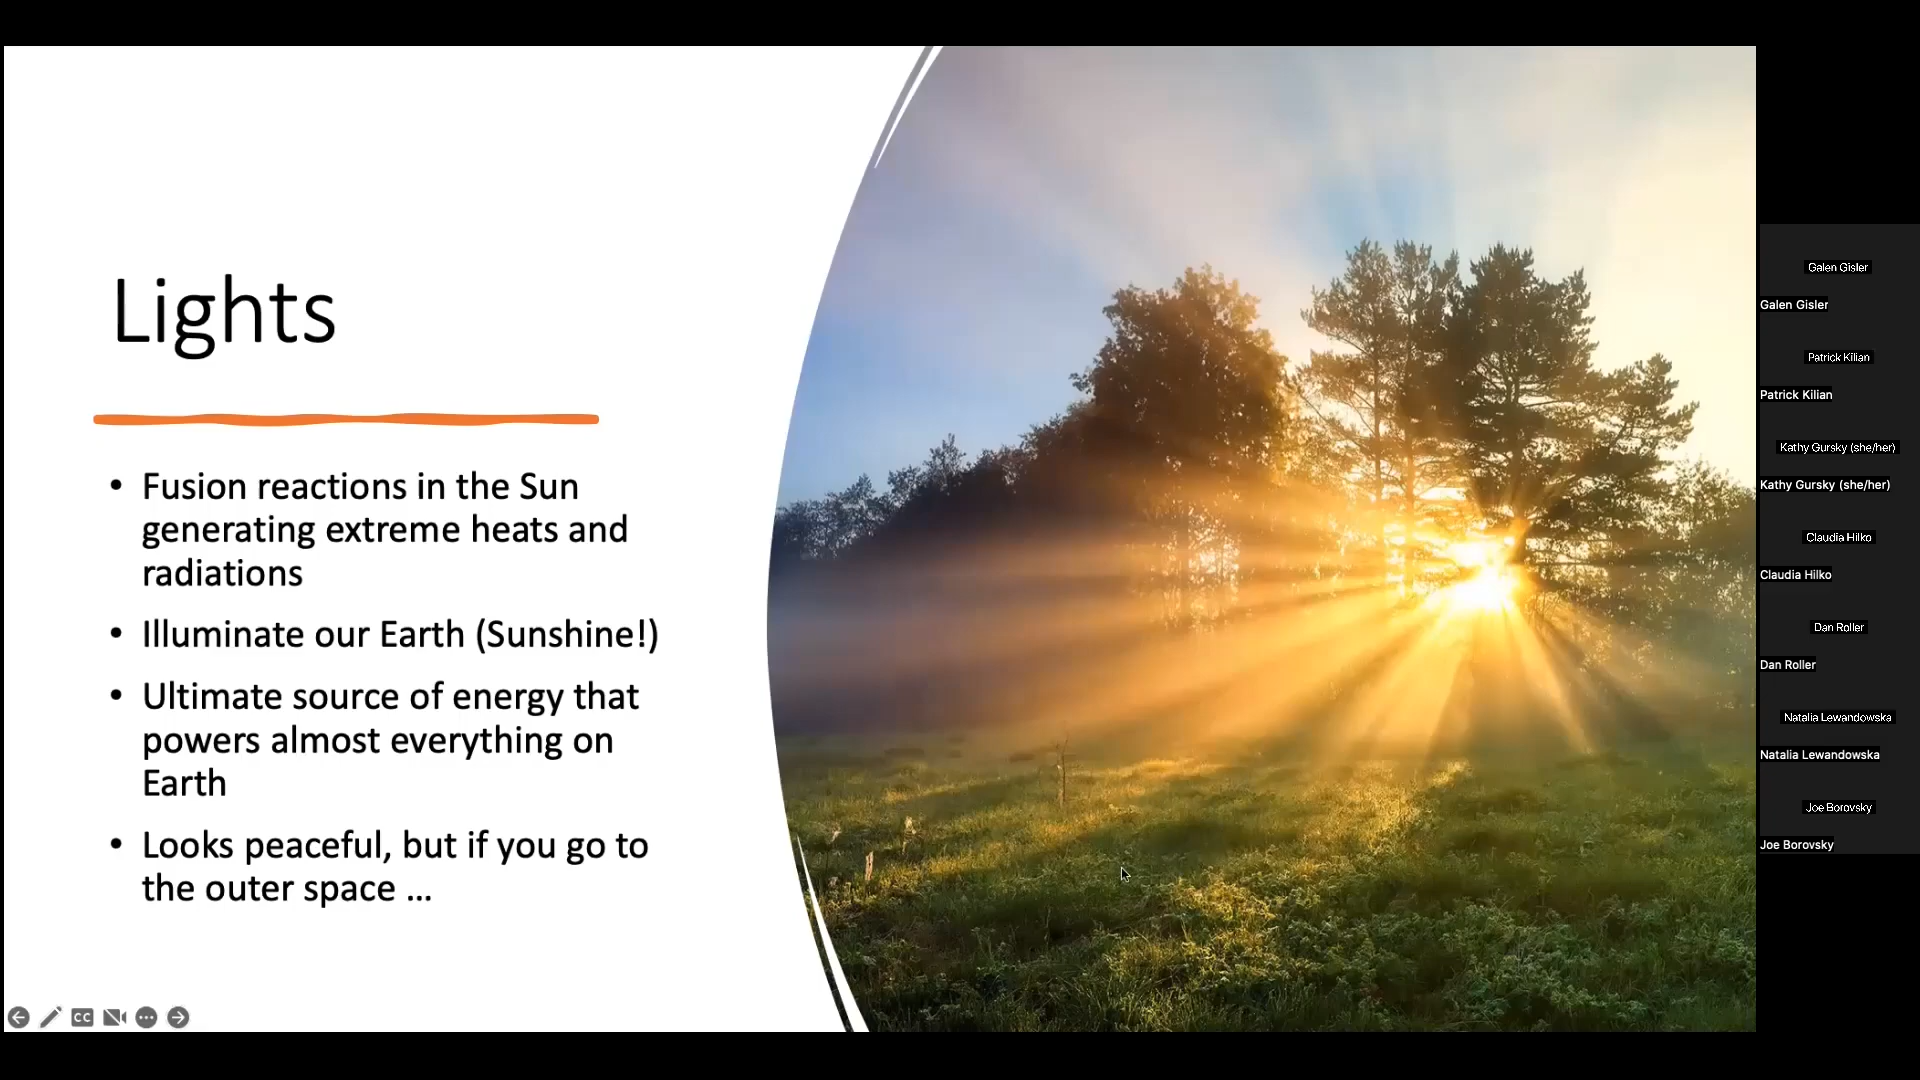 Lights
• Fusion reactions in the Sun
generating extreme heats and
radiations
• Illuminate our Earth (Sunshine!)
• Ultimate source of energy that
powers almost everything on
Earth
• Looks peaceful, but if you go to
the outer space ...
CC
Galen Gisler
Galen Gisler
Patrick Kilian
Patrick Kilian
Kathy Gursky (she/her)
Kathy Gursky (she/her)
Claudia Hilko
Claudia Hilko
Dan Roller
Dan Roller
Natalia Lewandowska
Natalia Lewandowska
Joe Borovsky
Joe Borovsky